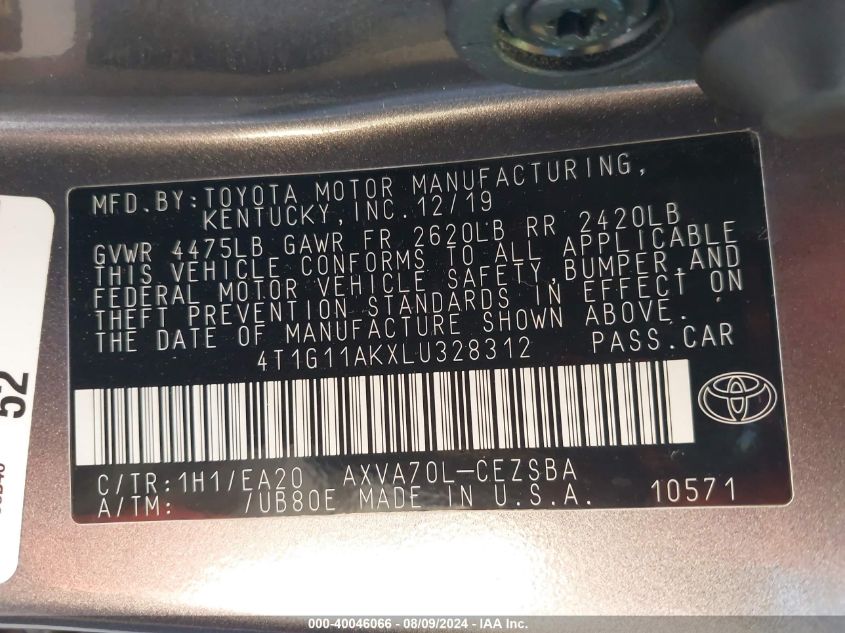 MFD.BY:TOYOTA MOTOR MANUFACTURING,
KENTUCKY,INC.12/19
GVWR 4475LB GAWR FR 2620LB RR 2420LB
THIS VEHICLE CONFORMS TO ALL APPLICABLE
FEDERAL MOTOR VEHICLE SAFETY,BUMPER,AND
THEFT PREVENTION STANDARDS IN EFFECT ON
THE DATE OF MANUFACTURE SHOWN ABOVE.
4T1G11AKXLU328312 PASS.CAR
C/TR:1H1/EA20 AXVA70L-CEZSBA
A/TM: /UB80E MADE IN U.S.A. 10571
52
000-40046066 - 08/09/2024 - IAA Inc.